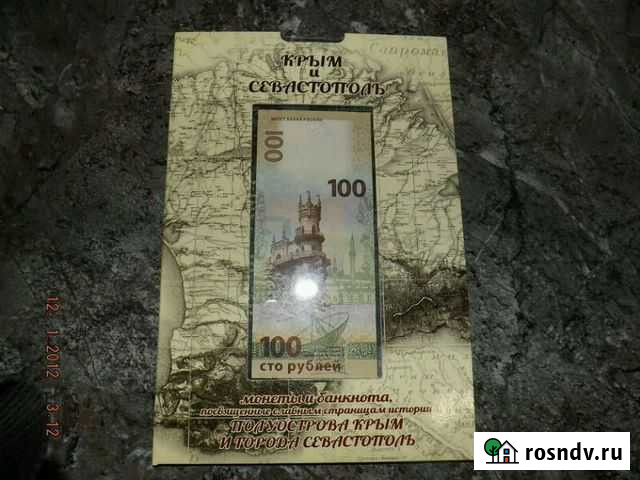 КРЫМ
и
СЕВАСТОПОЛЬ
100
100
100
сто рублей
монеты и банкнота,
посвященные славным страницам истории
ПОЛУОСТРОВА КРЫМ
И ГОРОДА СЕВАСТОПОЛЬ
12. 1.2012 3:12
rosndv.ru